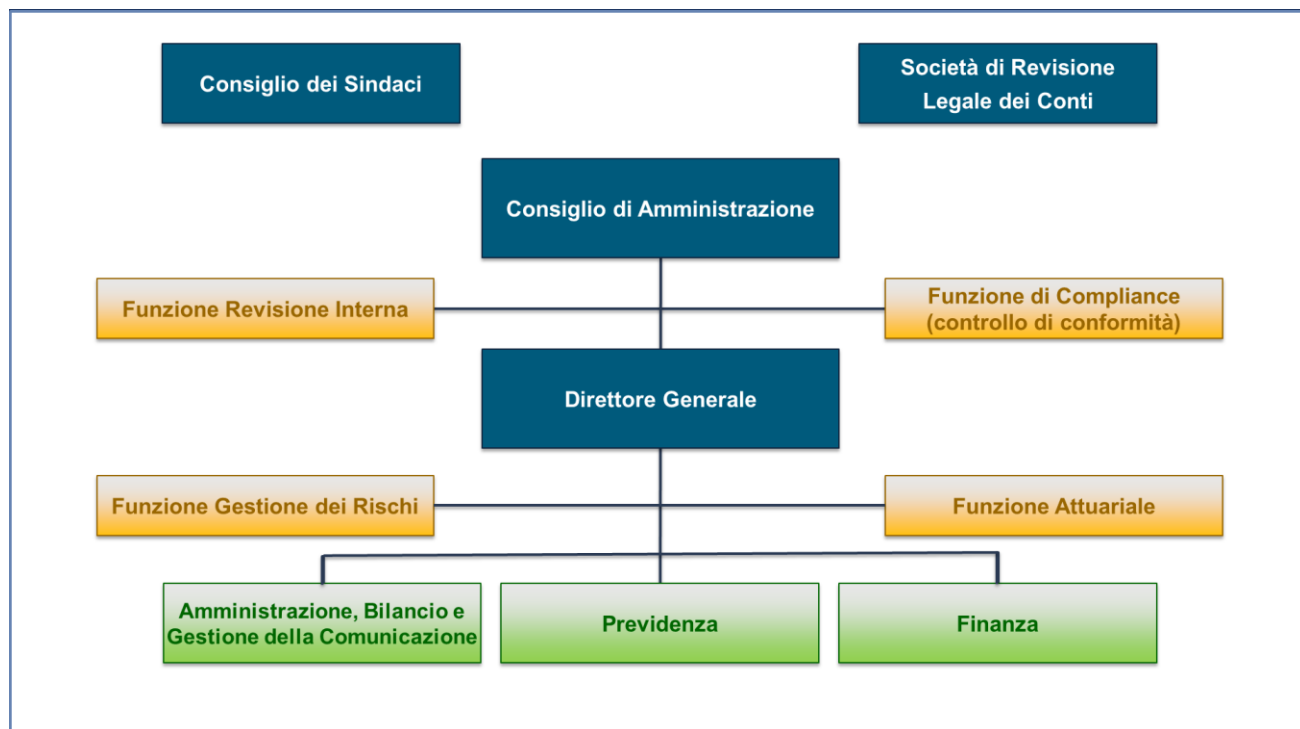 Consiglio dei Sindaci
Società di Revisione
Legale dei Conti
Consiglio di Amministrazione
Funzione Revisione Interna
Funzione di Compliance
(controllo di conformità)
Direttore Generale
Funzione Gestione dei Rischi
Funzione Attuariale
Amministrazione, Bilancio e
Gestione della Comunicazione
Previdenza
Finanza